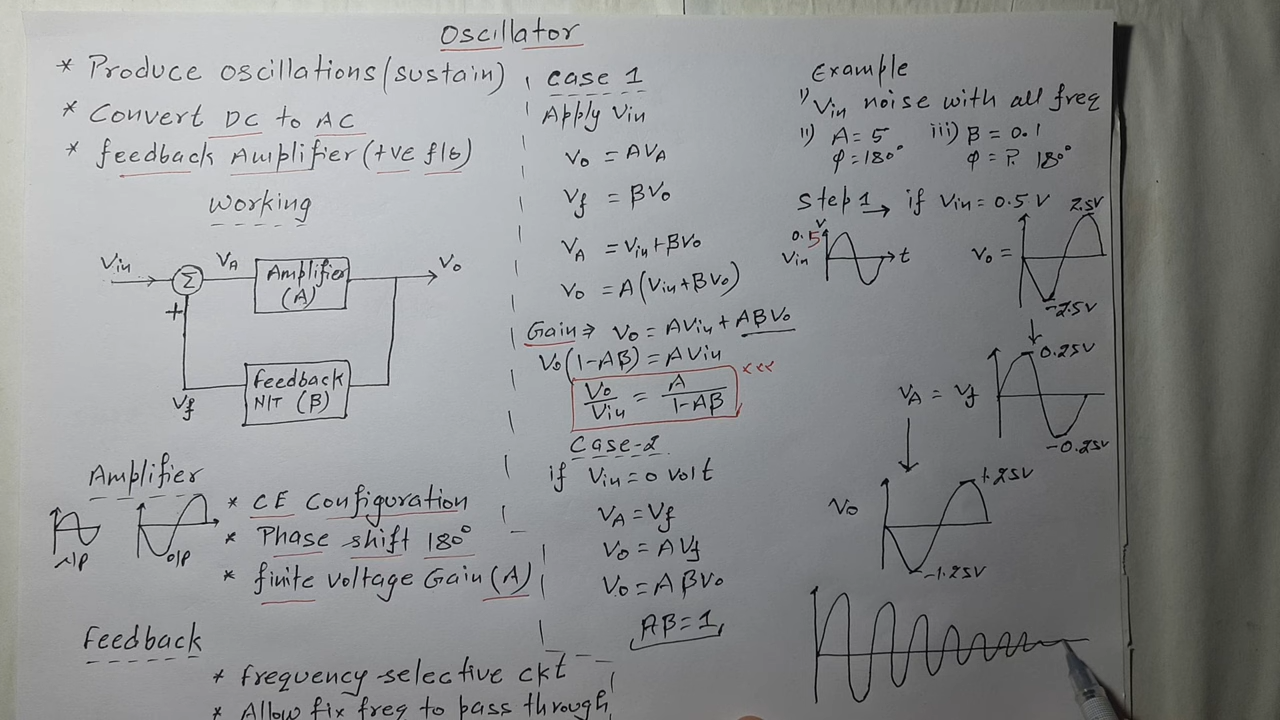 Oscillator
* Produce oscillations (sustain)
* Convert DC to AC
* feedback Amplifier (+ve f/b)
Working
Vin
Σ
VA
Amplifier
(A)
Vo
+
Vf
feedback
N/T (β)
Amplifier
i/p
o/p
* CE Configuration
* Phase shift 180°
* finite voltage Gain (A)
Feedback
* frequency selective ckt
* Allow fix freq to pass through
Case 1
Apply Vin
Vo = AVA
Vf = βVo
VA = Vin + βVo
Vo = A(Vin + βVo)
Gain ⇒ Vo = AVin + AβVo
Vo(1-Aβ) = AVin
Vo/Vin = A/1-Aβ
×××
Case-2
if Vin = 0 volt
VA = Vf
Vo = AVf
Vo = AβVo
Aβ = 1
Example
i) Vin noise with all freq
ii) A = 5 iii) β = 0.1
φ = 180° φ = P. 180°
Step 1 → if Vin = 0.5 V
0.5 V
Vin
t
Vo =
2.5V
-2.5V
VA = Vf
0.25V
-0.25V
Vo
+25V
-1.25V